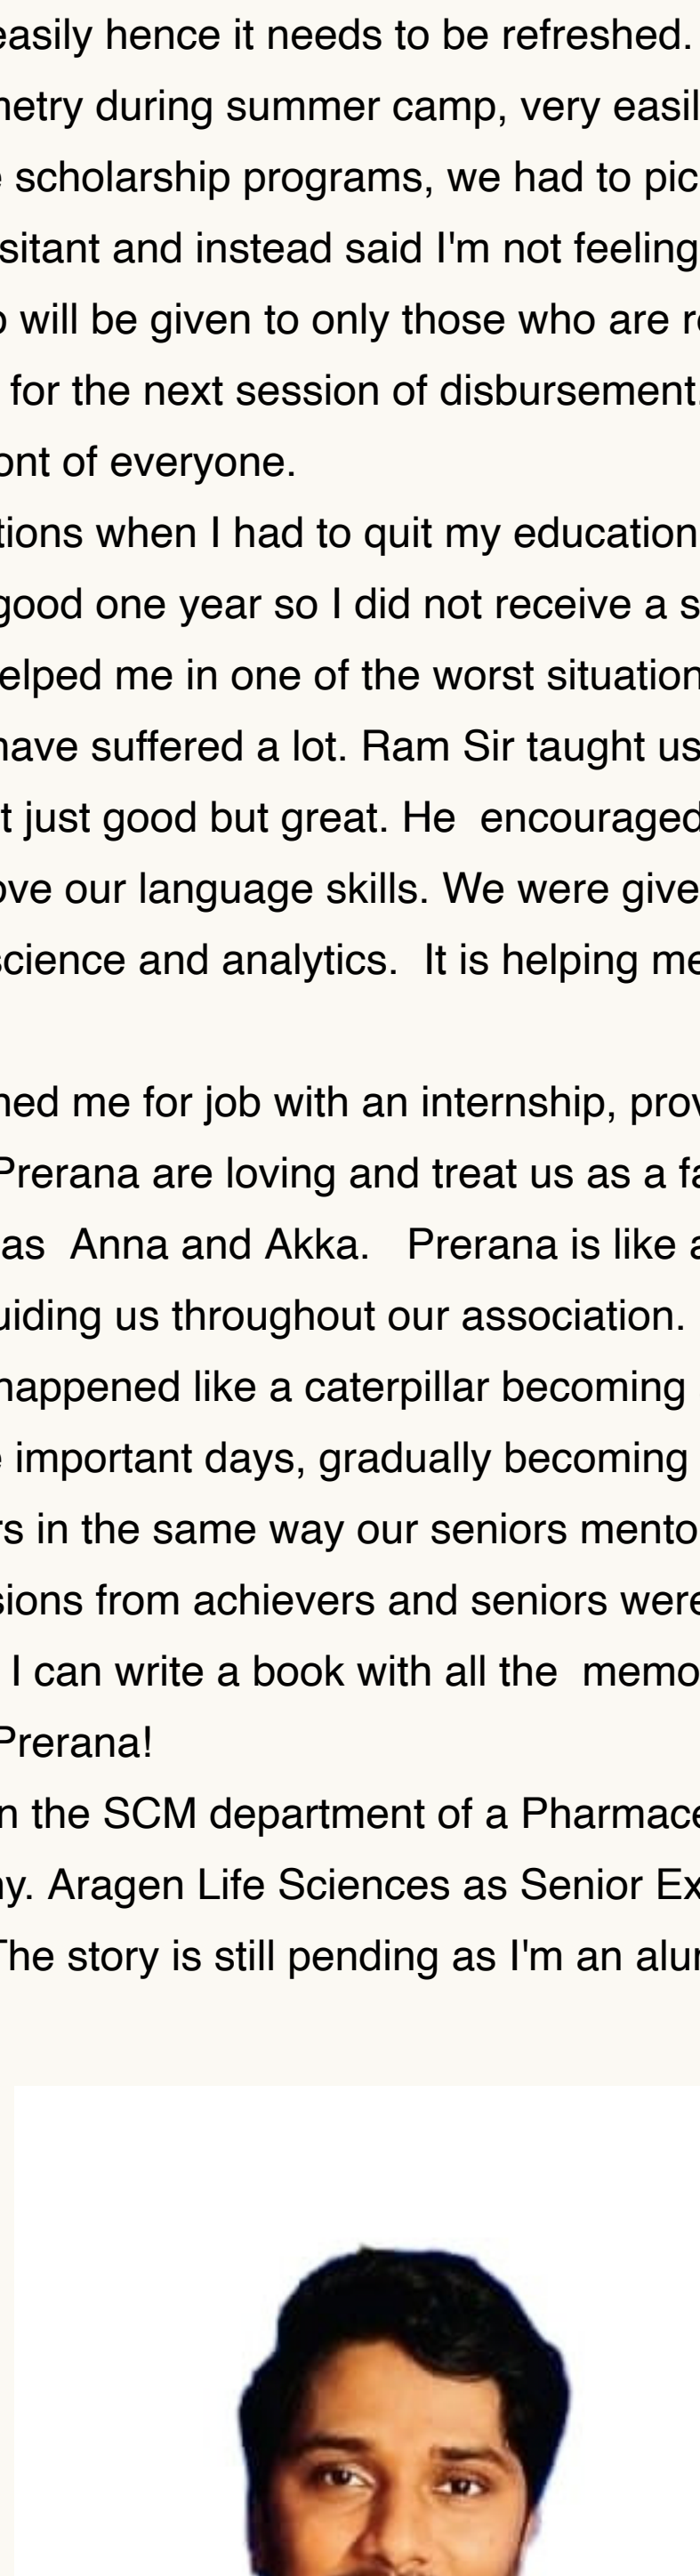 easily hence it needs to be refreshed.
metry during summer camp, very easil
scholarship programs, we had to pic
sitant and instead said I'm not feeling
will be given to only those who are r
for the next session of disbursement.
ont of everyone.
tions when I had to quit my education
good one year so I did not receive a s
elped me in one of the worst situation
have suffered a lot. Ram Sir taught us
t just good but great. He  encouraged
ove our language skills. We were give
science and analytics.  It is helping me
ned me for job with an internship, prov
Prerana are loving and treat us as a fa
as  Anna and Akka.   Prerana is like a
uiding us throughout our association.
happened like a caterpillar becoming
important days, gradually becoming
rs in the same way our seniors mento
sions from achievers and seniors were
I can write a book with all the  memo
Prerana!
n the SCM department of a Pharmace
ny. Aragen Life Sciences as Senior Ex
The story is still pending as I'm an alu